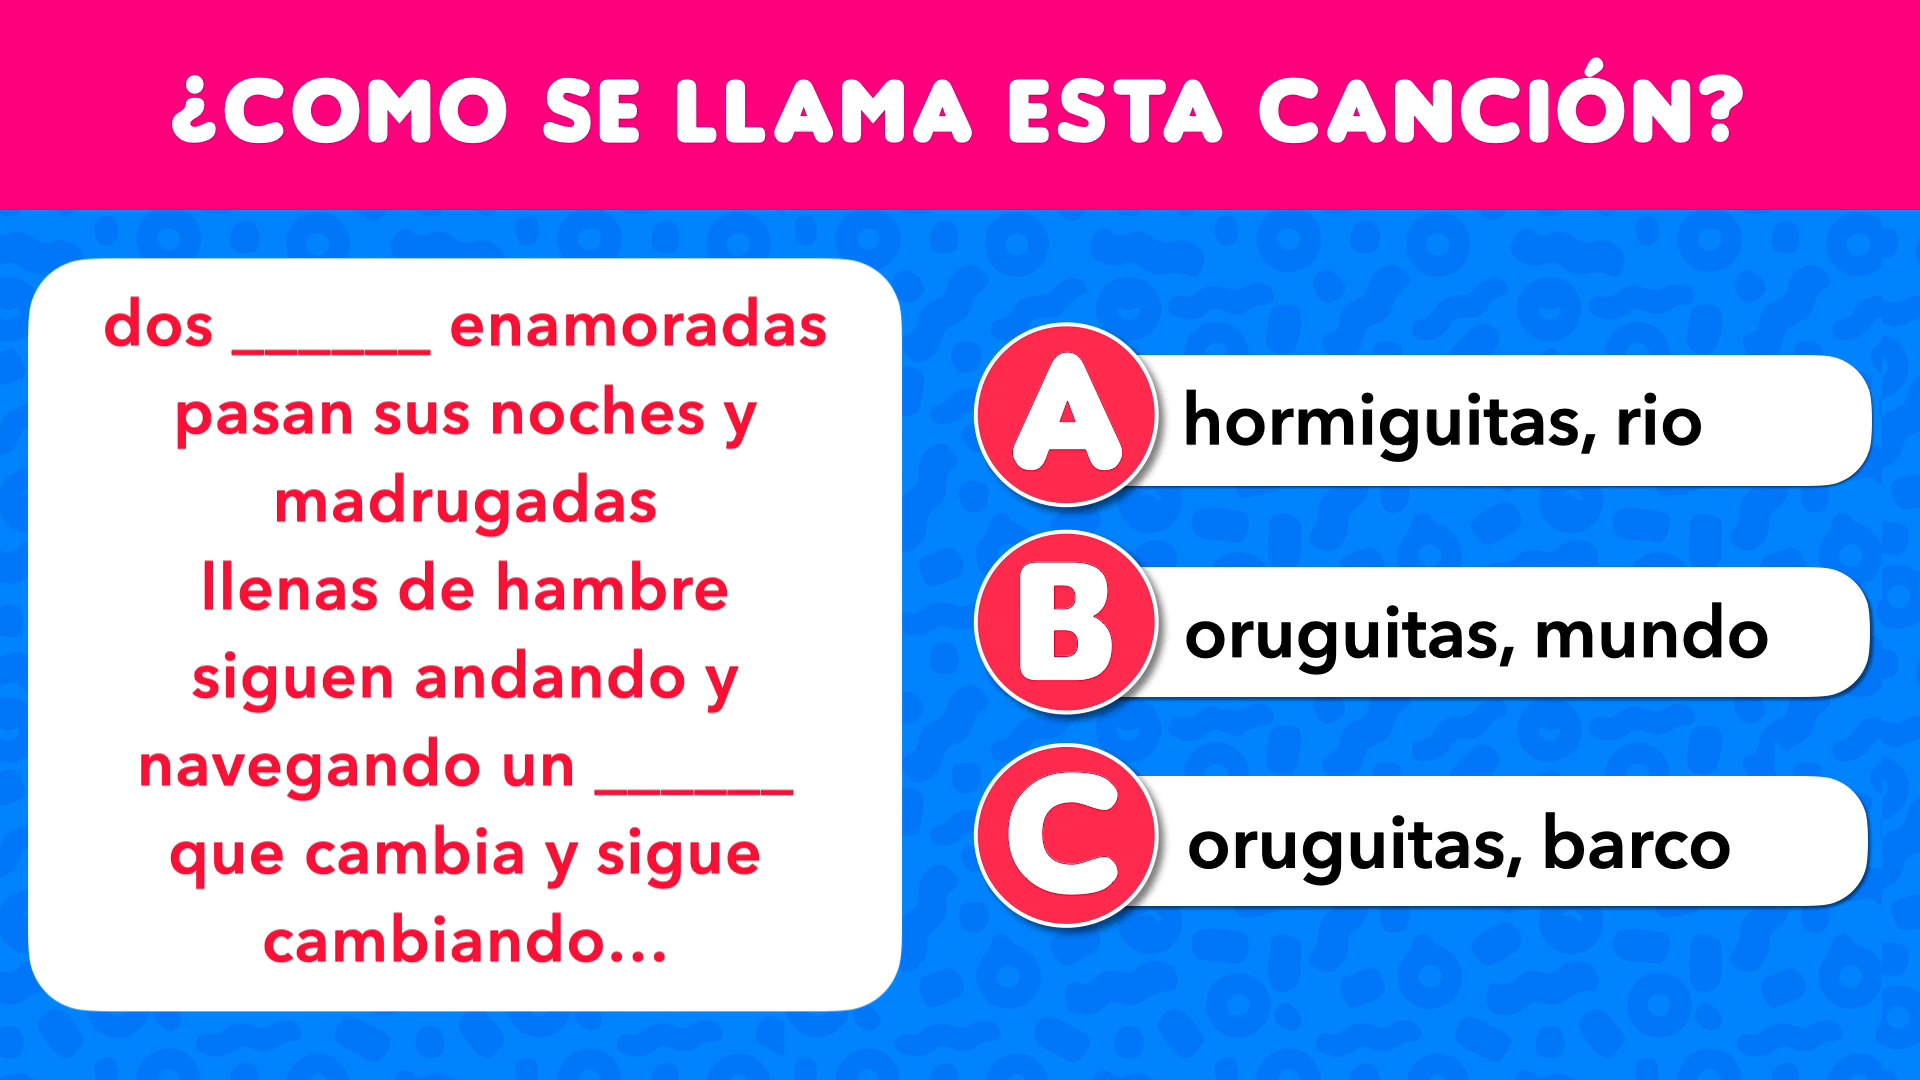 ¿COMO SE LLAMA ESTA CANCIÓN?
dos ______ enamoradas
pasan sus noches y
madrugadas
llenas de hambre
siguen andando y
navegando un ______
que cambia y sigue
cambiando...
A hormiguitas, rio
B oruguitas, mundo
C oruguitas, barco